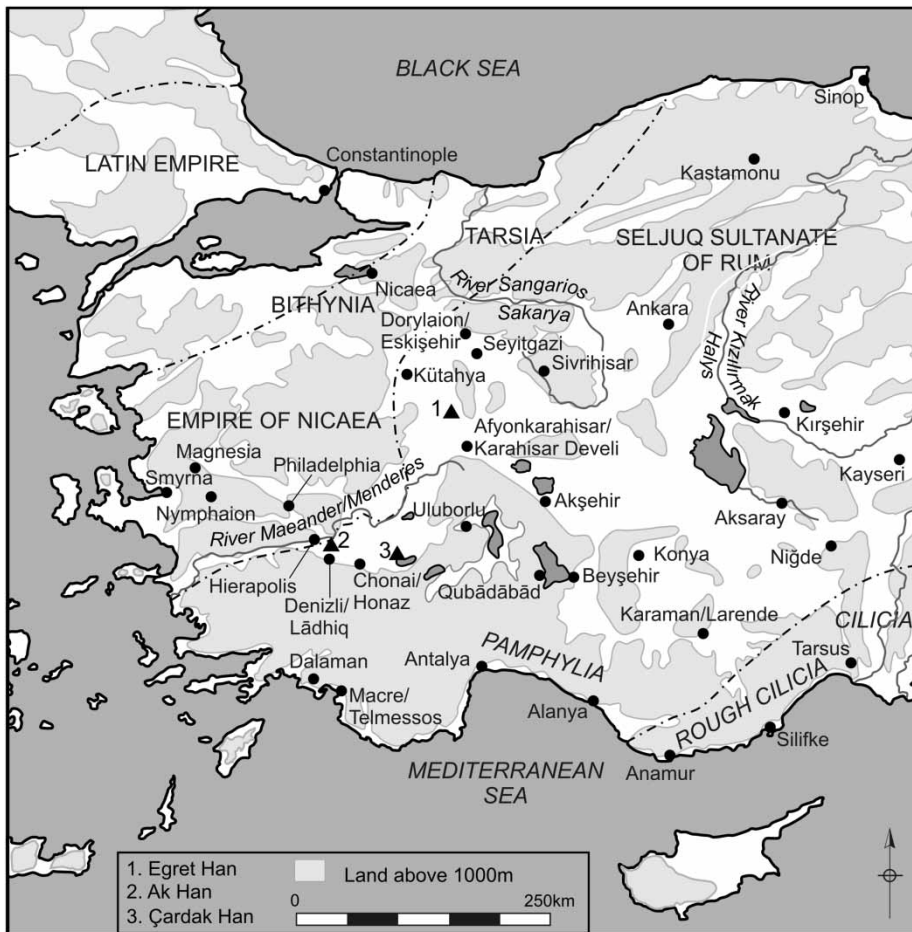 BLACK SEA
Sinop
LATIN EMPIRE
Constantinople
Kastamonu
TARSIA
SELJUQ SULTANATE
OF RUM
Nicaea
River Sangarios
BITHYNIA
Sakarya
Ankara
River Kızılırmak
Halys
Dorylaion/
Eskişehir
Seyitgazi
Sivrihisar
Kütahya
1
EMPIRE OF NICAEA
Afyonkarahisar/
Karahisar Develi
Kırşehir
Magnesia
Philadelphia
Smyrna
Nymphaion
River Maeander/Menderes
Kayseri
Uluborlu
Akşehir
Aksaray
2
3
Hierapolis
Konya
Niğde
Chonai/
Honaz
Qubādābād
Beyşehir
Denizli/
Lādhiq
Karaman/Larende
CILICIA
PAMPHYLIA
Tarsus
Dalaman
Antalya
Macre/
Telmessos
Alanya
ROUGH CILICIA
Silifke
Anamur
MEDITERRANEAN
SEA
1. Egret Han
2. Ak Han
3. Çardak Han
Land above 1000m
0
250km